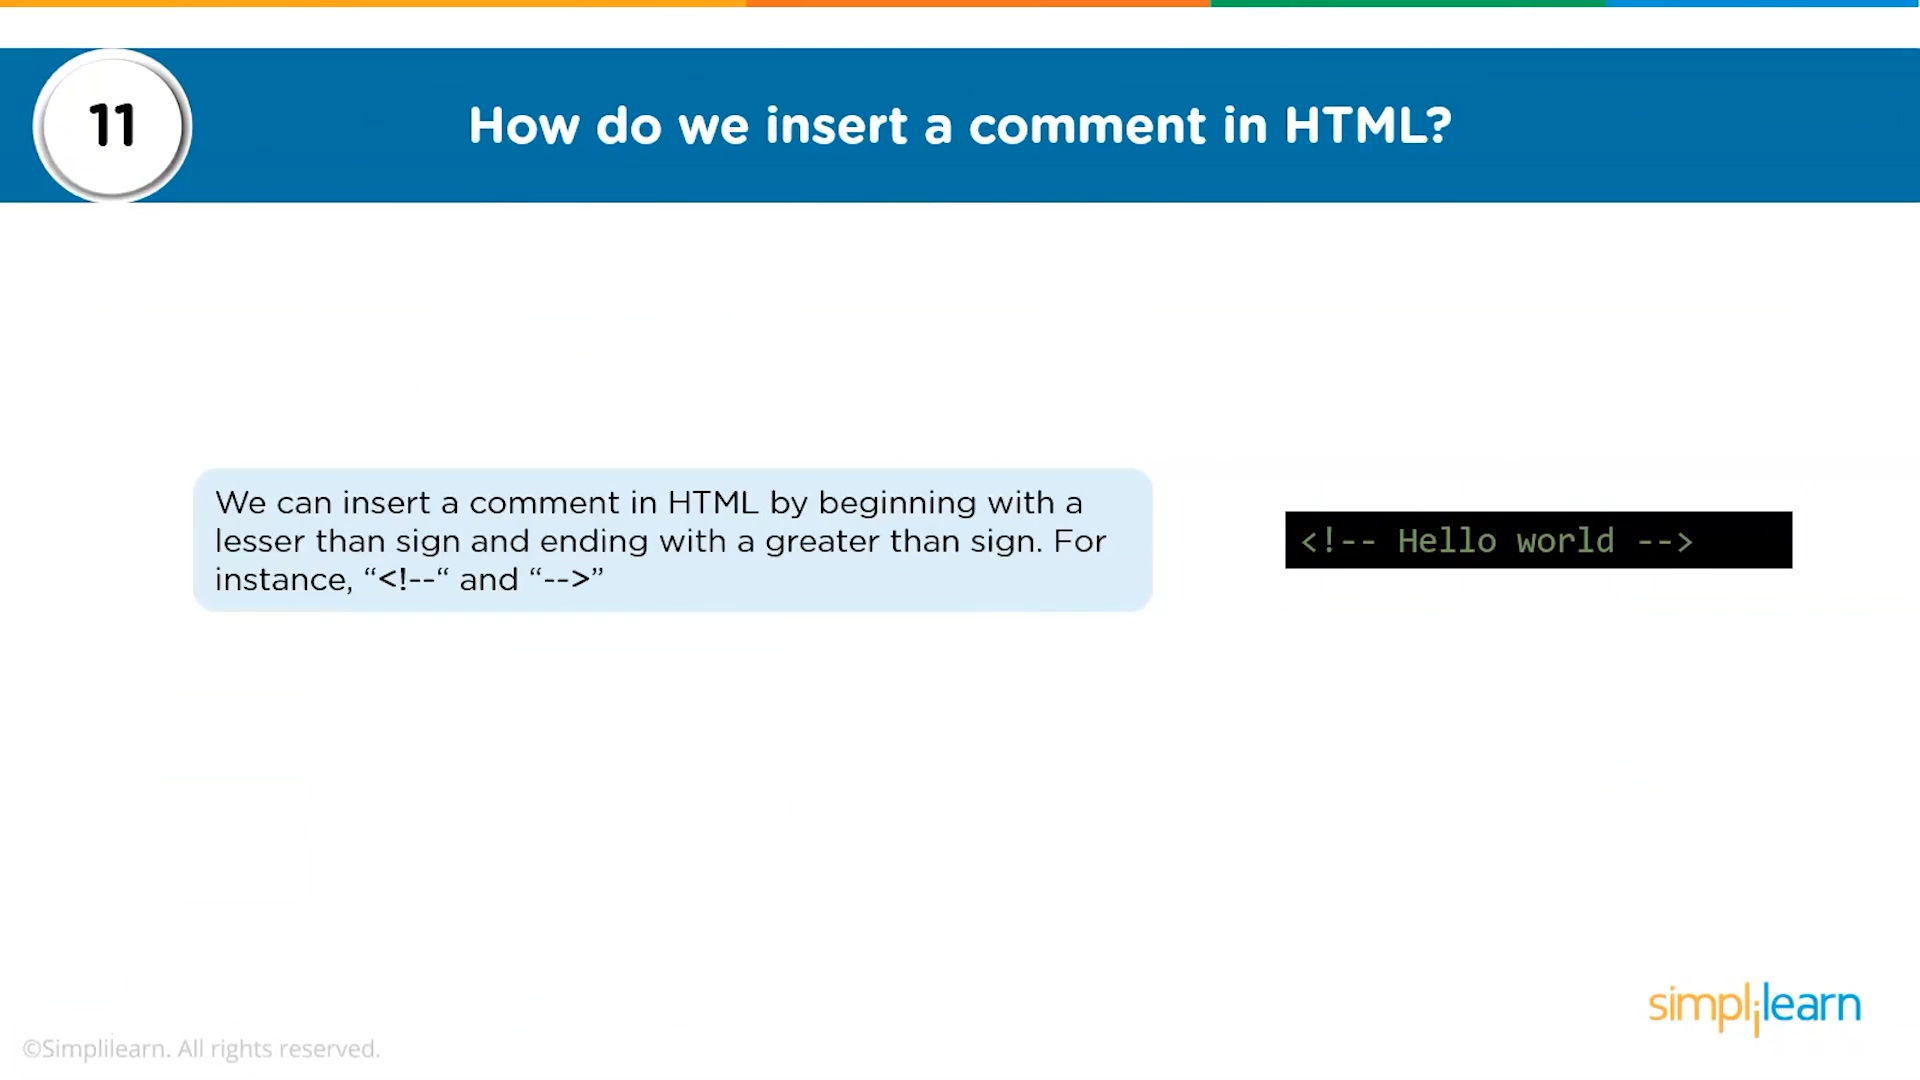 11
How do we insert a comment in HTML?
We can insert a comment in HTML by beginning with a
lesser than sign and ending with a greater than sign. For
instance, “<!--“ and “-->”
<!-- Hello world -->
simplilearn
©Simplilearn. All rights reserved.